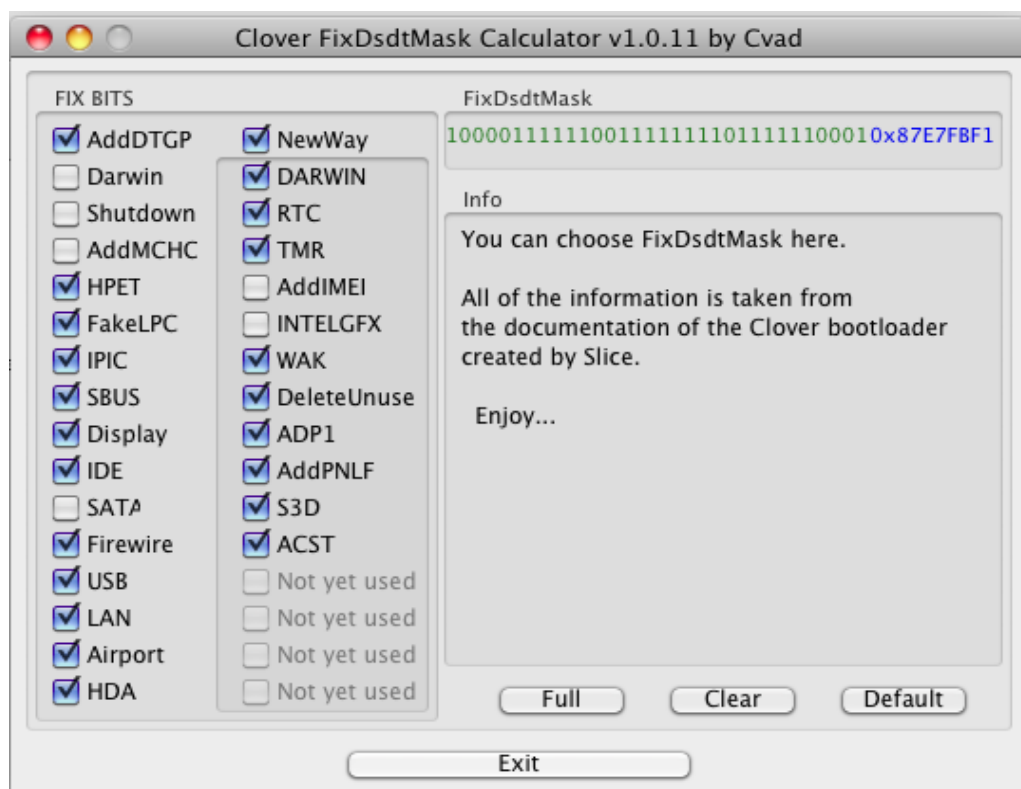 Clover FixDsdtMask Calculator v1.0.11 by Cvad
FIX BITS
AddDTGP
Darwin
Shutdown
AddMCHC
HPET
FakeLPC
IPIC
SBUS
Display
IDE
SATA
Firewire
USB
LAN
Airport
HDA
NewWay
DARWIN
RTC
TMR
AddIMEI
INTELGFX
WAK
DeleteUnuse
ADP1
AddPNLF
S3D
ACST
Not yet used
Not yet used
Not yet used
Not yet used
FixDsdtMask
10000111111001111111101111110001 0x87E7FBF1
Info
You can choose FixDsdtMask here.
All of the information is taken from
the documentation of the Clover bootloader
created by Slice.
Enjoy...
Full
Clear
Default
Exit